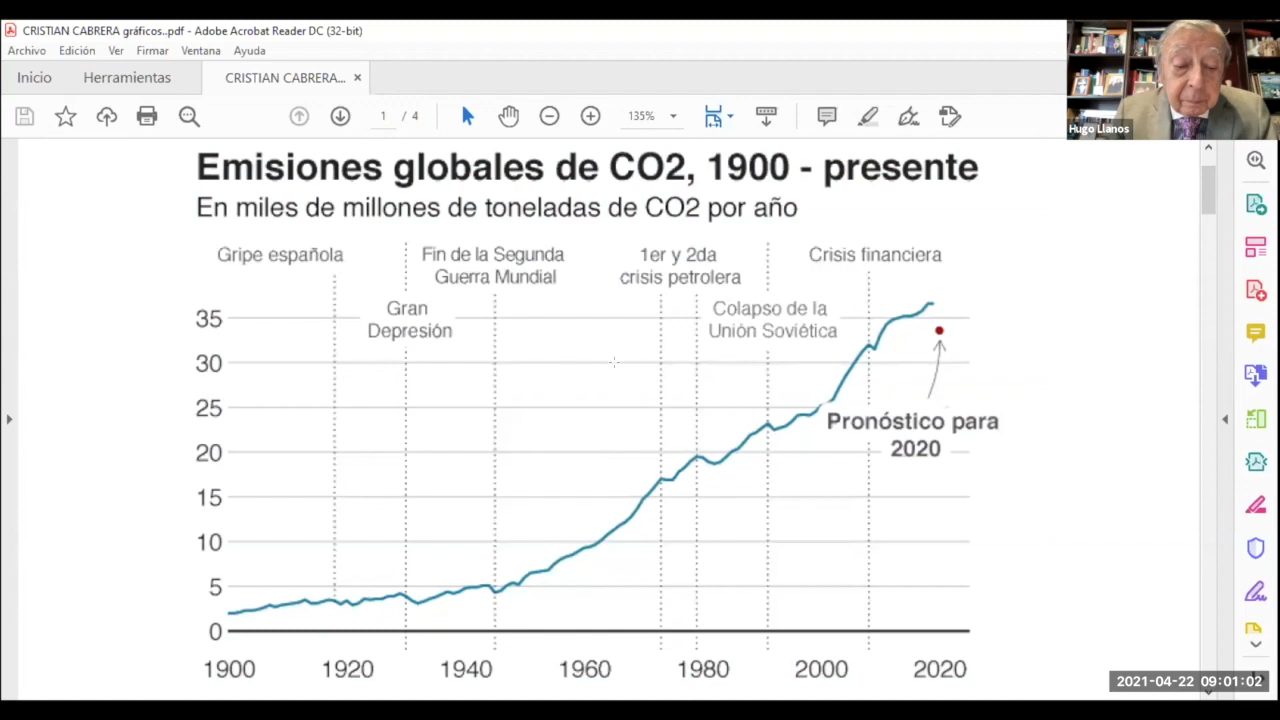 CRISTIAN CABRERA gráficos..pdf - Adobe Acrobat Reader DC (32-bit)
Archivo Edición Ver Firmar Ventana Ayuda
Inicio Herramientas CRISTIAN CABRERA... ×
1 / 4 135%
Hugo Llanos
Emisiones globales de CO2, 1900 - presente
En miles de millones de toneladas de CO2 por año
Gripe española
Fin de la Segunda
Guerra Mundial
1er y 2da
crisis petrolera
Crisis financiera
Gran
Depresión
Colapso de la
Unión Soviética
35
30
25
20
15
10
5
0
Pronóstico para
2020
1900 1920 1940 1960 1980 2000 2020
2021-04-22 09:01:02